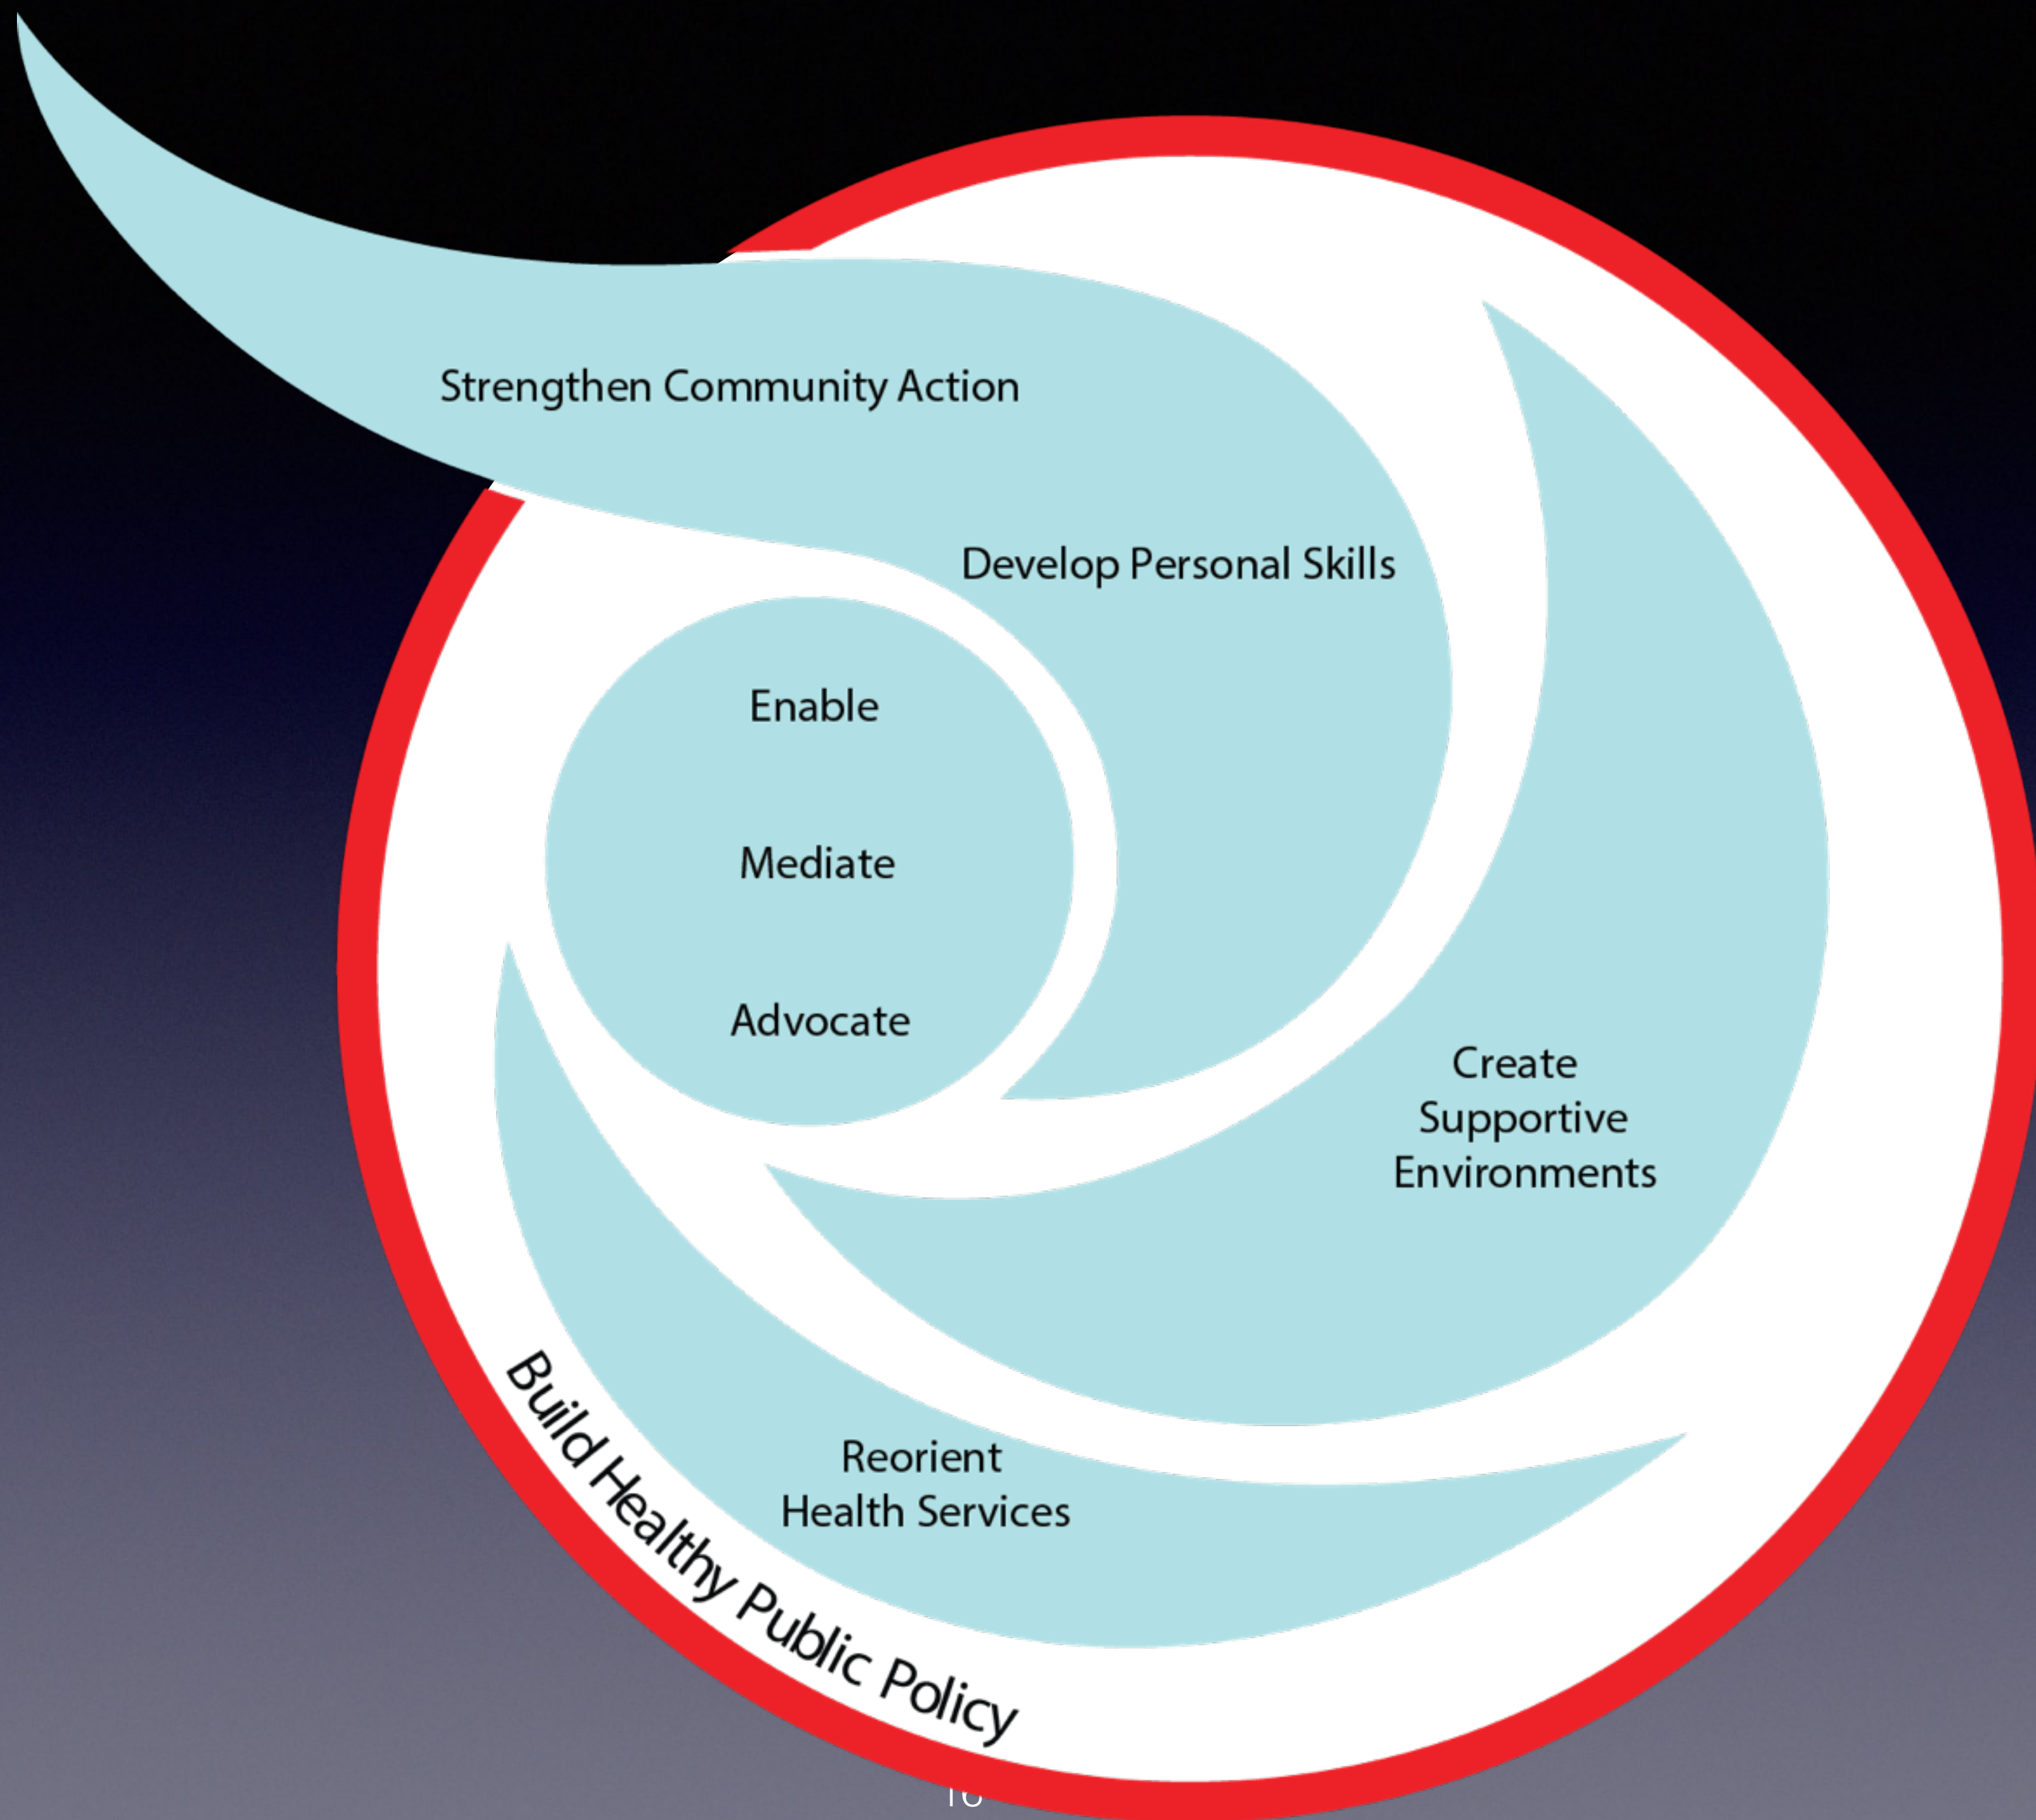 Strengthen Community Action
Develop Personal Skills
Enable
Mediate
Advocate
Create
Supportive
Environments
Reorient
Health Services
Build Healthy Public Policy